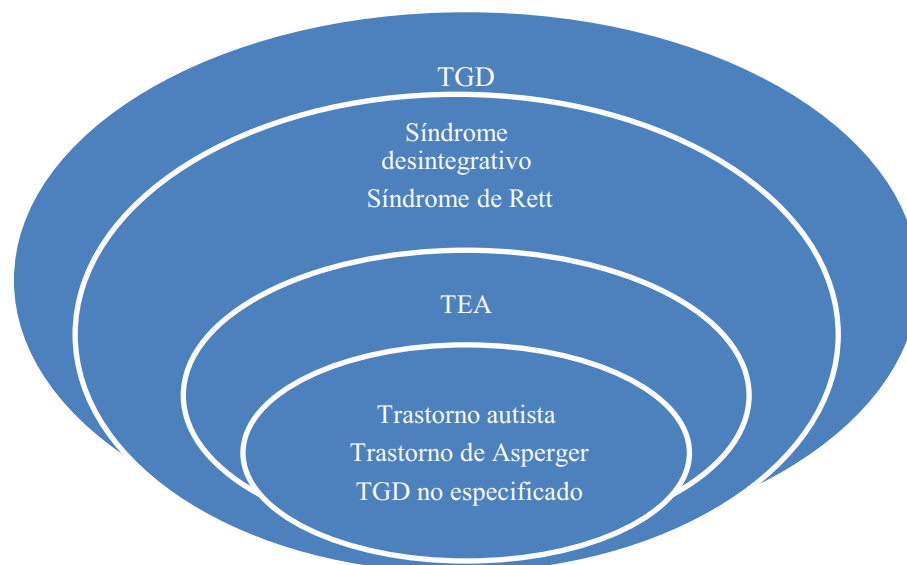 TGD
Síndrome
desintegrativo
Síndrome de Rett
TEA
Trastorno autista
Trastorno de Asperger
TGD no especificado